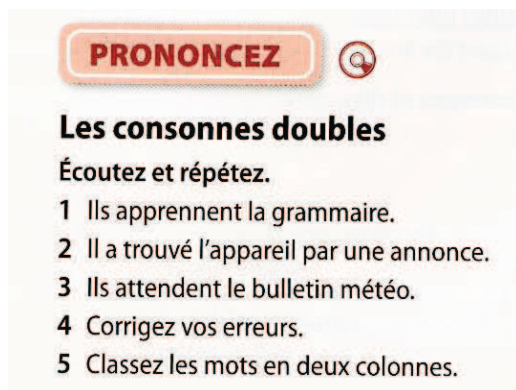 PRONONCEZ
Les consonnes doubles
Écoutez et répétez.
1 Ils apprennent la grammaire.
2 Il a trouvé l'appareil par une annonce.
3 Ils attendent le bulletin météo.
4 Corrigez vos erreurs.
5 Classez les mots en deux colonnes.